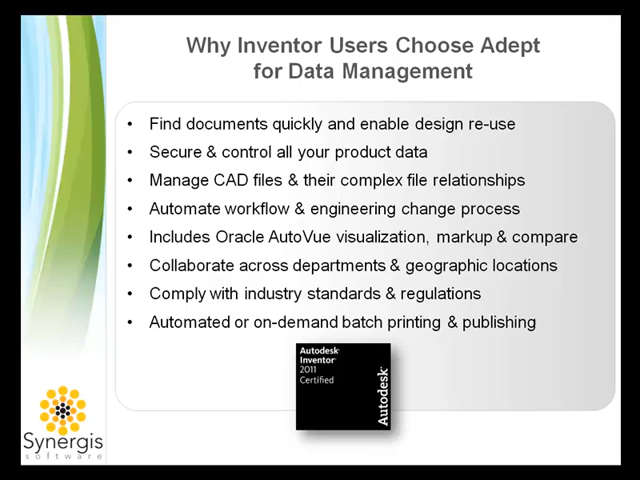 Why Inventor Users Choose Adept
for Data Management
• Find documents quickly and enable design re-use
• Secure & control all your product data
• Manage CAD files & their complex file relationships
• Automate workflow & engineering change process
• Includes Oracle AutoVue visualization, markup & compare
• Collaborate across departments & geographic locations
• Comply with industry standards & regulations
• Automated or on-demand batch printing & publishing
Autodesk
Inventor
2011
Certified
Autodesk
Synergis
software